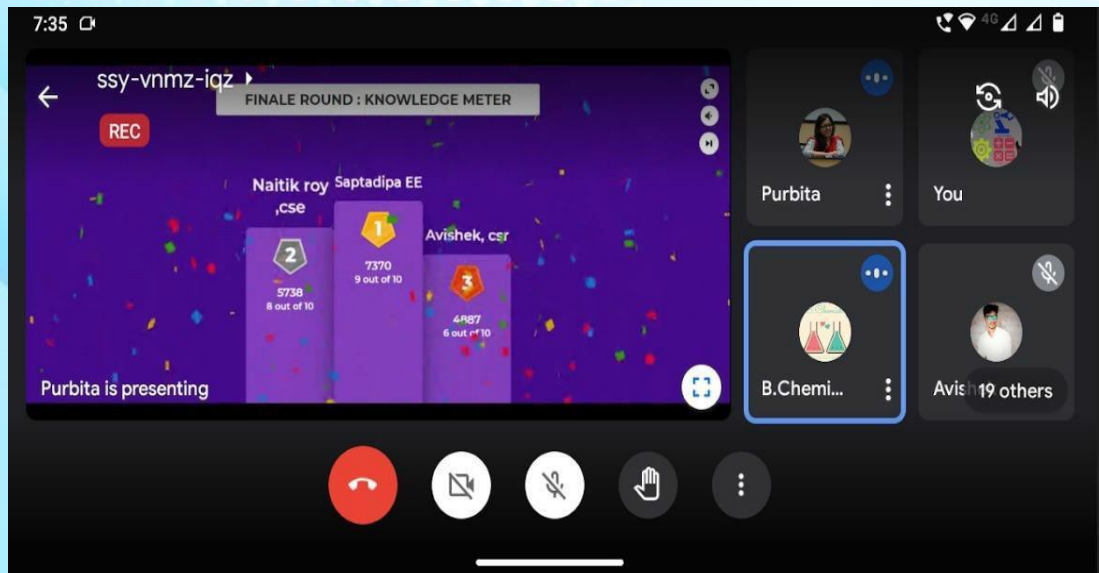 7:35
4G
ssy-vnmz-iqz
REC
FINALE ROUND : KNOWLEDGE METER
Naitik roy
,cse
Saptadipa EE
Avishek, csr
2
5738
8 out of 10
1
7370
9 out of 10
3
4887
6 out of 10
Purbita is presenting
Purbita
You
B.Chemi...
Avish
19 others